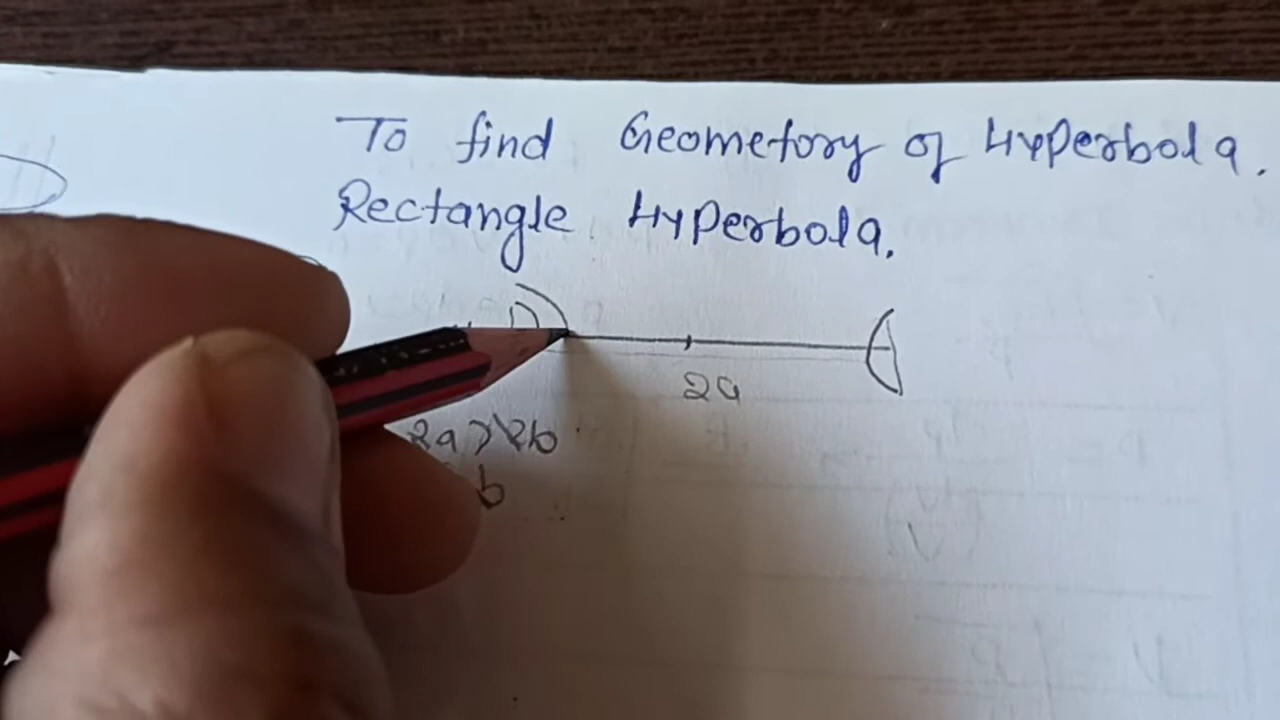 To find Geometory of Hyperbola.
Rectangle Hyperbola.
2a
2a > 2b
b